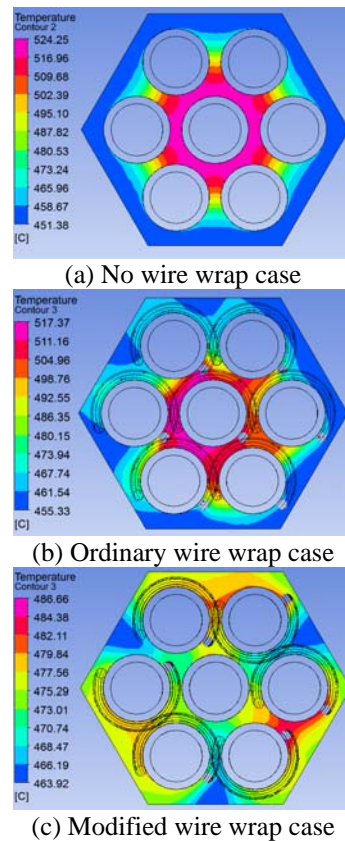 Temperature
Contour 2
524.25
516.96
509.68
502.39
495.10
487.82
480.53
473.24
465.96
458.67
451.38
[C]
(a) No wire wrap case
Temperature
Contour 3
517.37
511.16
504.96
498.76
492.55
486.35
480.15
473.94
467.74
461.54
455.33
[C]
(b) Ordinary wire wrap case
Temperature
Contour 3
486.66
484.38
482.11
479.84
477.56
475.29
473.01
470.74
468.47
466.19
463.92
[C]
(c) Modified wire wrap case